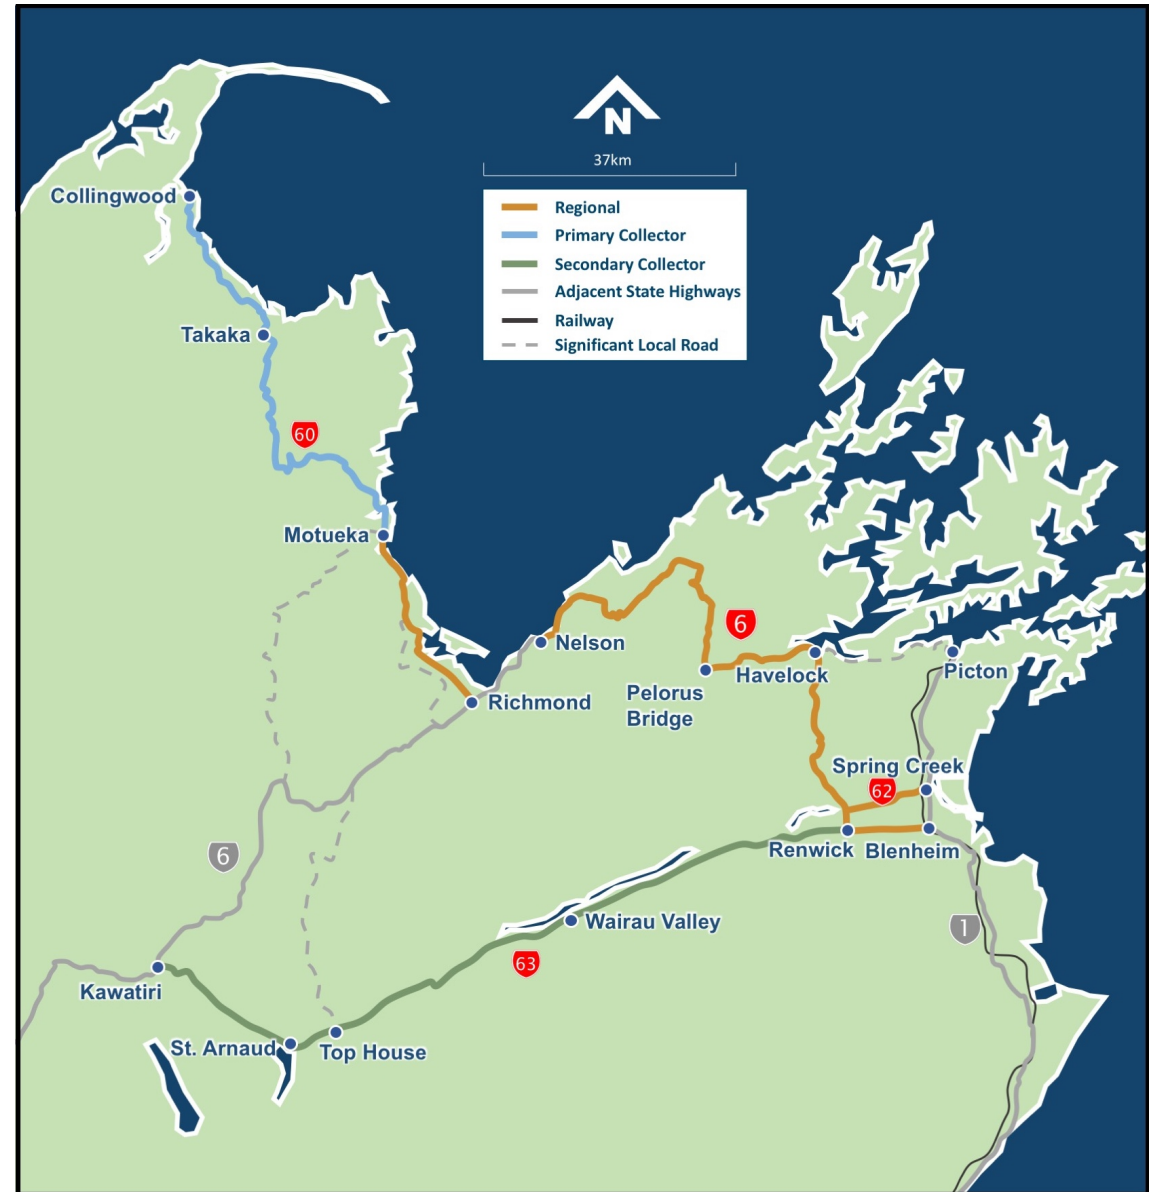 N
37km
Regional
Primary Collector
Secondary Collector
Adjacent State Highways
Railway
Significant Local Road
Collingwood
Takaka
60
Motueka
Nelson
6
Havelock
Picton
Pelorus
Bridge
Richmond
Spring Creek
62
Renwick
Blenheim
6
Wairau Valley
1
63
Kawatiri
St. Arnaud
Top House